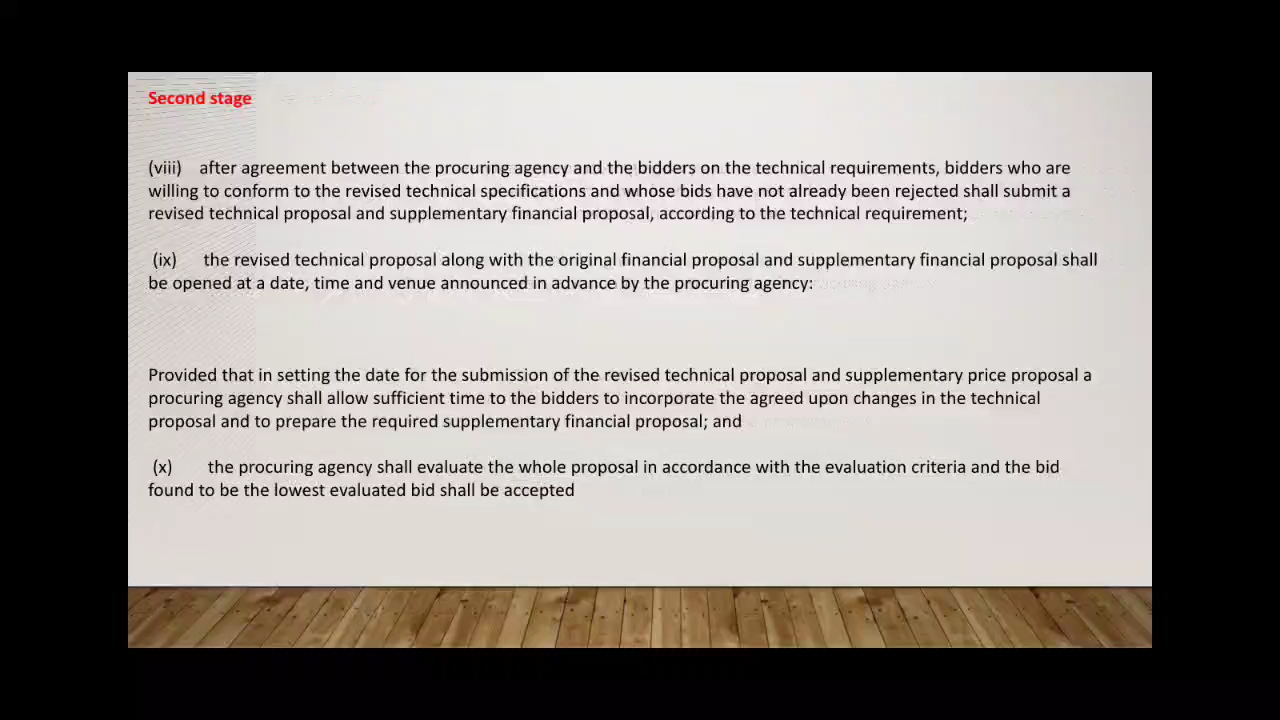 Second stage
(viii) after agreement between the procuring agency and the bidders on the technical requirements, bidders who are
willing to conform to the revised technical specifications and whose bids have not already been rejected shall submit a
revised technical proposal and supplementary financial proposal, according to the technical requirement;
(ix) the revised technical proposal along with the original financial proposal and supplementary financial proposal shall
be opened at a date, time and venue announced in advance by the procuring agency:
Provided that in setting the date for the submission of the revised technical proposal and supplementary price proposal a
procuring agency shall allow sufficient time to the bidders to incorporate the agreed upon changes in the technical
proposal and to prepare the required supplementary financial proposal; and
(x) the procuring agency shall evaluate the whole proposal in accordance with the evaluation criteria and the bid
found to be the lowest evaluated bid shall be accepted